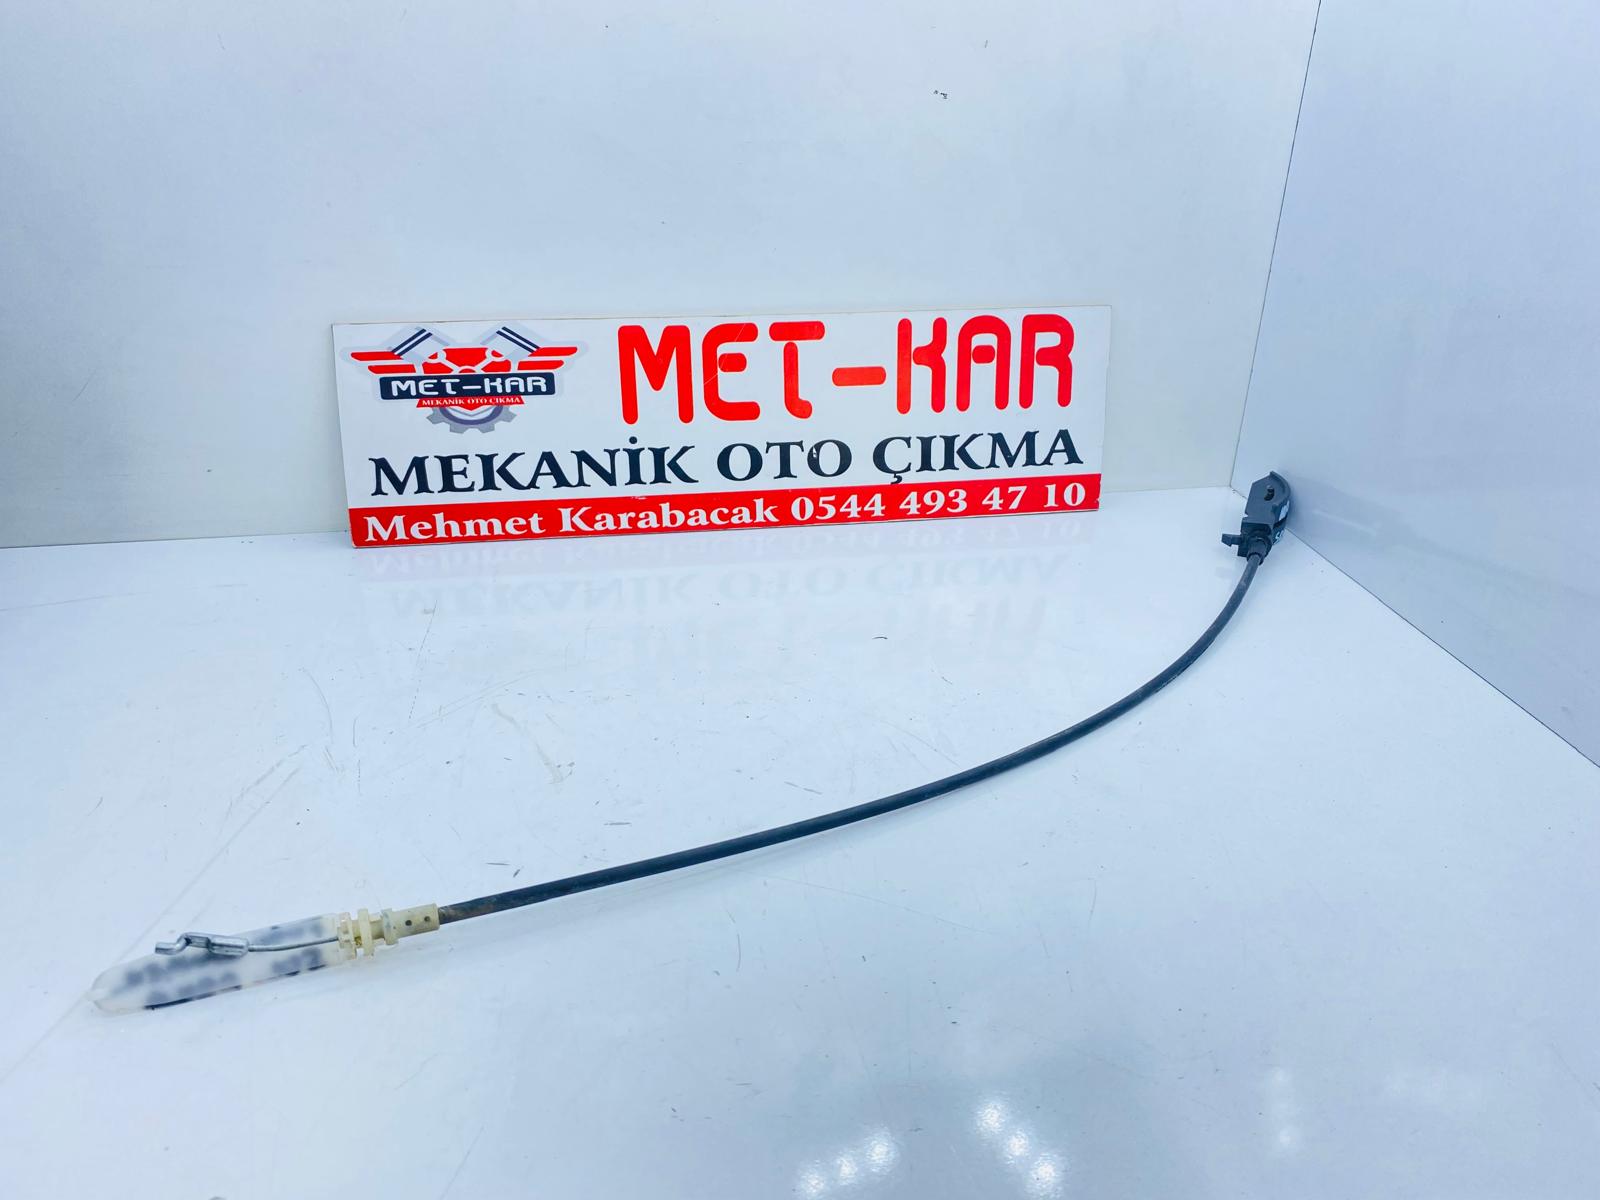 MET-KAR
MEKANİK OTO ÇIKMA
MET-KAR
MEKANİK OTO ÇIKMA
Mehmet Karabacak 0544 493 47 10